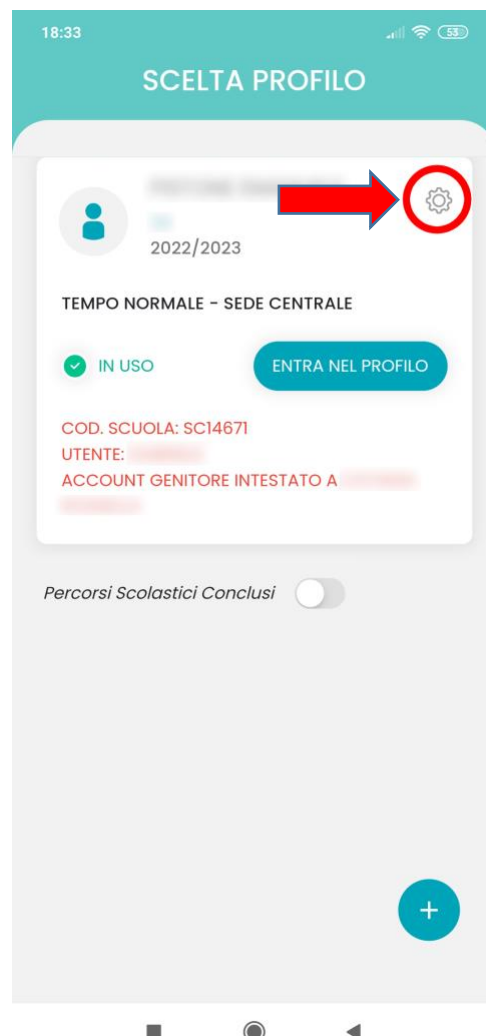 18:33
53
SCELTA PROFILO
2022/2023
TEMPO NORMALE - SEDE CENTRALE
IN USO
ENTRA NEL PROFILO
COD. SCUOLA: SC14671
UTENTE:
ACCOUNT GENITORE INTESTATO A
Percorsi Scolastici Conclusi
+